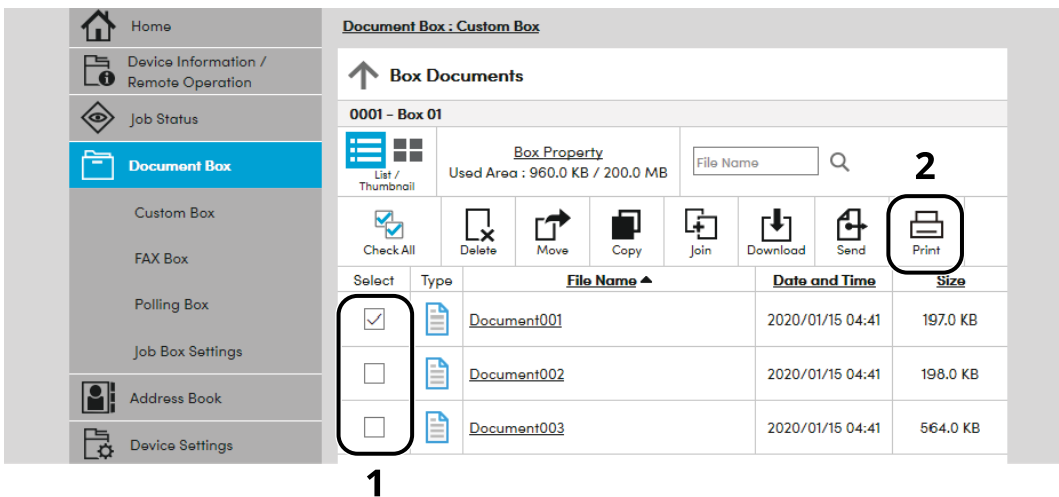 Home
Device Information /
Remote Operation
Job Status
Document Box
Custom Box
FAX Box
Polling Box
Job Box Settings
Address Book
Device Settings
Document Box : Custom Box
Box Documents
0001 - Box 01
List /
Thumbnail
Box Property
Used Area : 960.0 KB / 200.0 MB
File Name
2
Check All Delete Move Copy Join Download Send Print
Select Type File Name Date and Time Size
Document001 2020/01/15 04:41 197.0 KB
Document002 2020/01/15 04:41 198.0 KB
Document003 2020/01/15 04:41 564.0 KB
1